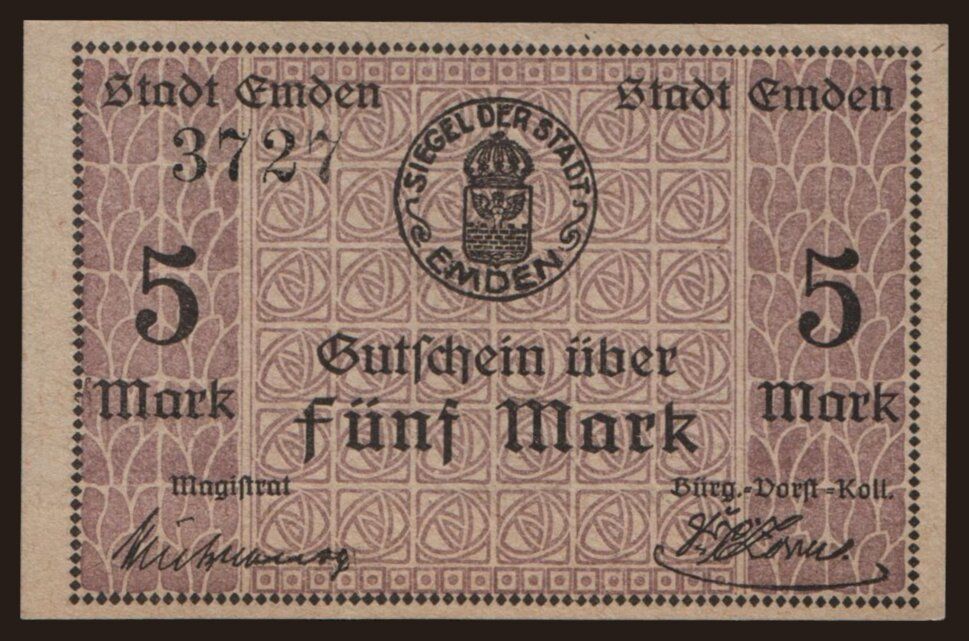 Stadt Emden
Stadt Emden
3727
SIEGEL DER STADT
EMDEN
5
5
Gutschein über
Mark
Mark
Fünf Mark
Magistrat
Bürg.-Vorst-Koll.